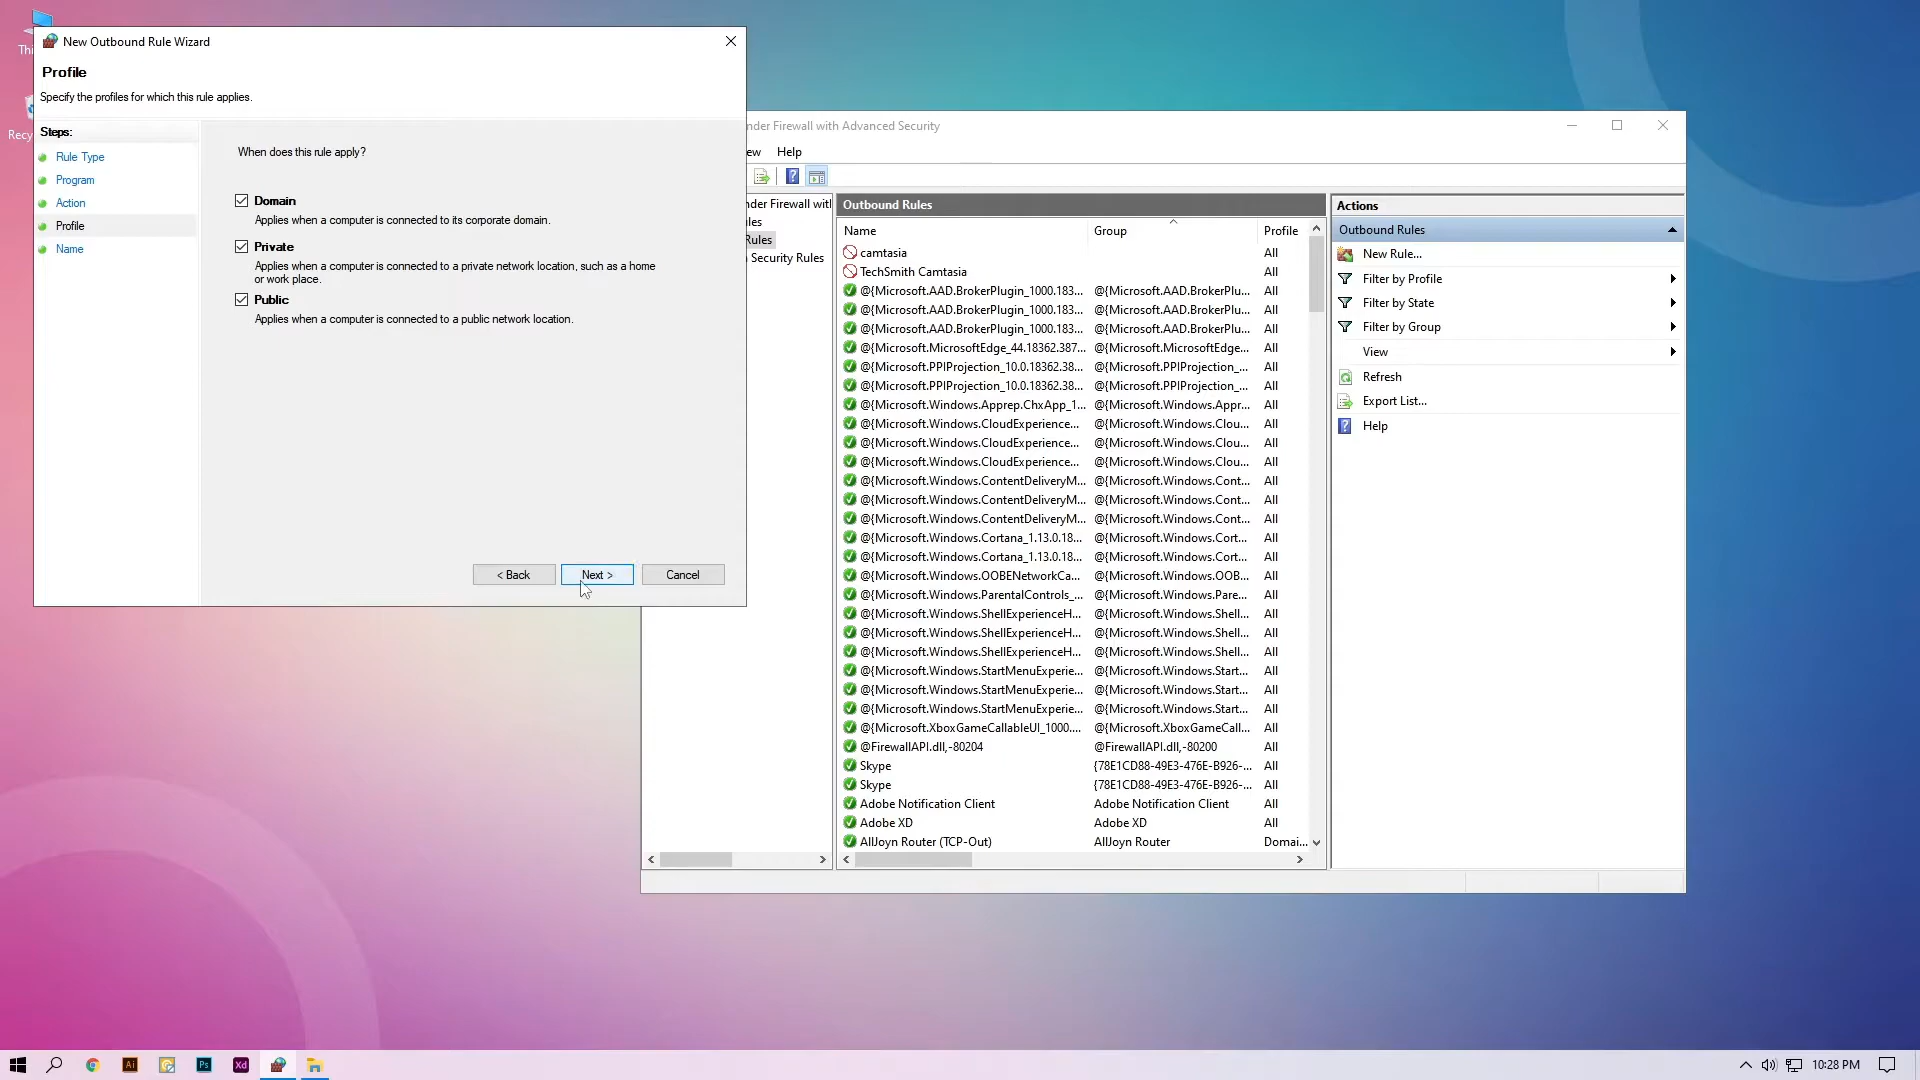 Thi
Recy
New Outbound Rule Wizard
Profile
Specify the profiles for which this rule applies.
Steps:
Rule Type
Program
Action
Profile
Name
When does this rule apply?
Domain
Applies when a computer is connected to its corporate domain.
Private
Applies when a computer is connected to a private network location, such as a home
or work place.
Public
Applies when a computer is connected to a public network location.
< Back
Next >
Cancel
nder Firewall with Advanced Security
ew Help
nder Firewall witl
les
Rules
Security Rules
Outbound Rules
Name Group Profile
camtasia All
TechSmith Camtasia All
@{Microsoft.AAD.BrokerPlugin_1000.183... @{Microsoft.AAD.BrokerPlu... All
@{Microsoft.AAD.BrokerPlugin_1000.183... @{Microsoft.AAD.BrokerPlu... All
@{Microsoft.AAD.BrokerPlugin_1000.183... @{Microsoft.AAD.BrokerPlu... All
@{Microsoft.MicrosoftEdge_44.18362.387... @{Microsoft.MicrosoftEdge... All
@{Microsoft.PPIProjection_10.0.18362.38... @{Microsoft.PPIProjection_... All
@{Microsoft.PPIProjection_10.0.18362.38... @{Microsoft.PPIProjection_... All
@{Microsoft.Windows.Apprep.ChxApp_1... @{Microsoft.Windows.Appr... All
@{Microsoft.Windows.CloudExperience... @{Microsoft.Windows.Clou... All
@{Microsoft.Windows.CloudExperience... @{Microsoft.Windows.Clou... All
@{Microsoft.Windows.CloudExperience... @{Microsoft.Windows.Clou... All
@{Microsoft.Windows.ContentDeliveryM... @{Microsoft.Windows.Cont... All
@{Microsoft.Windows.ContentDeliveryM... @{Microsoft.Windows.Cont... All
@{Microsoft.Windows.ContentDeliveryM... @{Microsoft.Windows.Cont... All
@{Microsoft.Windows.Cortana_1.13.0.18... @{Microsoft.Windows.Cort... All
@{Microsoft.Windows.Cortana_1.13.0.18... @{Microsoft.Windows.Cort... All
@{Microsoft.Windows.OOBENetworkCa... @{Microsoft.Windows.OOB... All
@{Microsoft.Windows.ParentalControls_... @{Microsoft.Windows.Pare... All
@{Microsoft.Windows.ShellExperienceH... @{Microsoft.Windows.Shell... All
@{Microsoft.Windows.ShellExperienceH... @{Microsoft.Windows.Shell... All
@{Microsoft.Windows.ShellExperienceH... @{Microsoft.Windows.Shell... All
@{Microsoft.Windows.StartMenuExperie... @{Microsoft.Windows.Start... All
@{Microsoft.Windows.StartMenuExperie... @{Microsoft.Windows.Start... All
@{Microsoft.Windows.StartMenuExperie... @{Microsoft.Windows.Start... All
@{Microsoft.XboxGameCallableUI_1000.... @{Microsoft.XboxGameCall... All
@FirewallAPI.dll,-80204 @FirewallAPI.dll,-80200 All
Skype {78E1CD88-49E3-476E-B926-... All
Skype {78E1CD88-49E3-476E-B926-... All
Adobe Notification Client Adobe Notification Client All
Adobe XD Adobe XD All
AllJoyn Router (TCP-Out) AllJoyn Router Domai...
Actions
Outbound Rules
New Rule...
Filter by Profile
Filter by State
Filter by Group
View
Refresh
Export List...
Help
Ai
Ps
Xd
10:28 PM